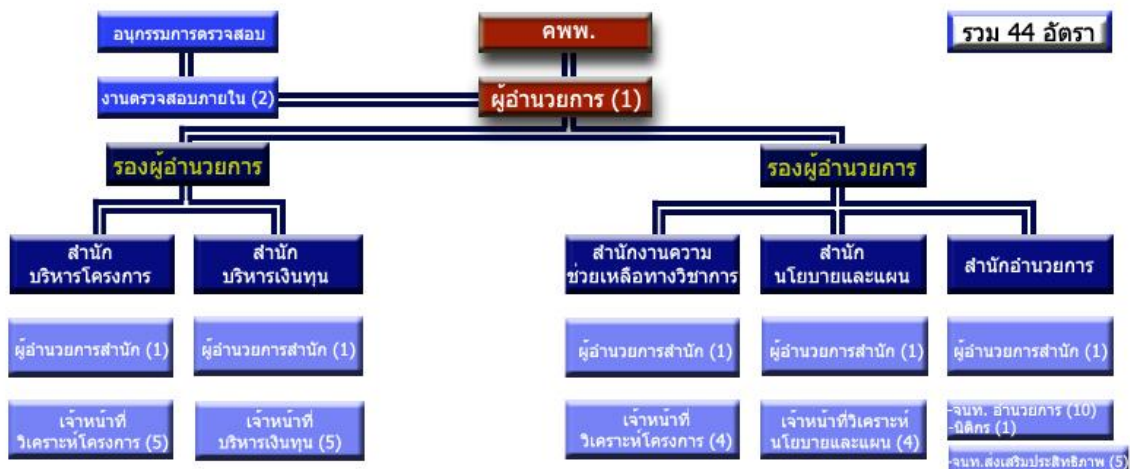 อนุกรรมการตรวจสอบ
คพพ.
รวม 44 อัตรา
งานตรวจสอบภายใน (2)
ผู้อำนวยการ (1)
รองผู้อำนวยการ
รองผู้อำนวยการ
สำนัก
บริหารโครงการ
สำนัก
บริหารเงินทุน
สำนักงานความ
ช่วยเหลือทางวิชาการ
สำนัก
นโยบายและแผน
สำนักอำนวยการ
ผู้อำนวยการสำนัก (1)
ผู้อำนวยการสำนัก (1)
ผู้อำนวยการสำนัก (1)
ผู้อำนวยการสำนัก (1)
ผู้อำนวยการสำนัก (1)
เจ้าหน้าที่
วิเคราะห์โครงการ (5)
เจ้าหน้าที่
บริหารเงินทุน (5)
เจ้าหน้าที่
วิเคราะห์โครงการ (4)
เจ้าหน้าที่วิเคราะห์
นโยบายและแผน (4)
-จนท. อำนวยการ (10)
-นิติกร (1)
-จนท.ส่งเสริมประสิทธิภาพ (5)